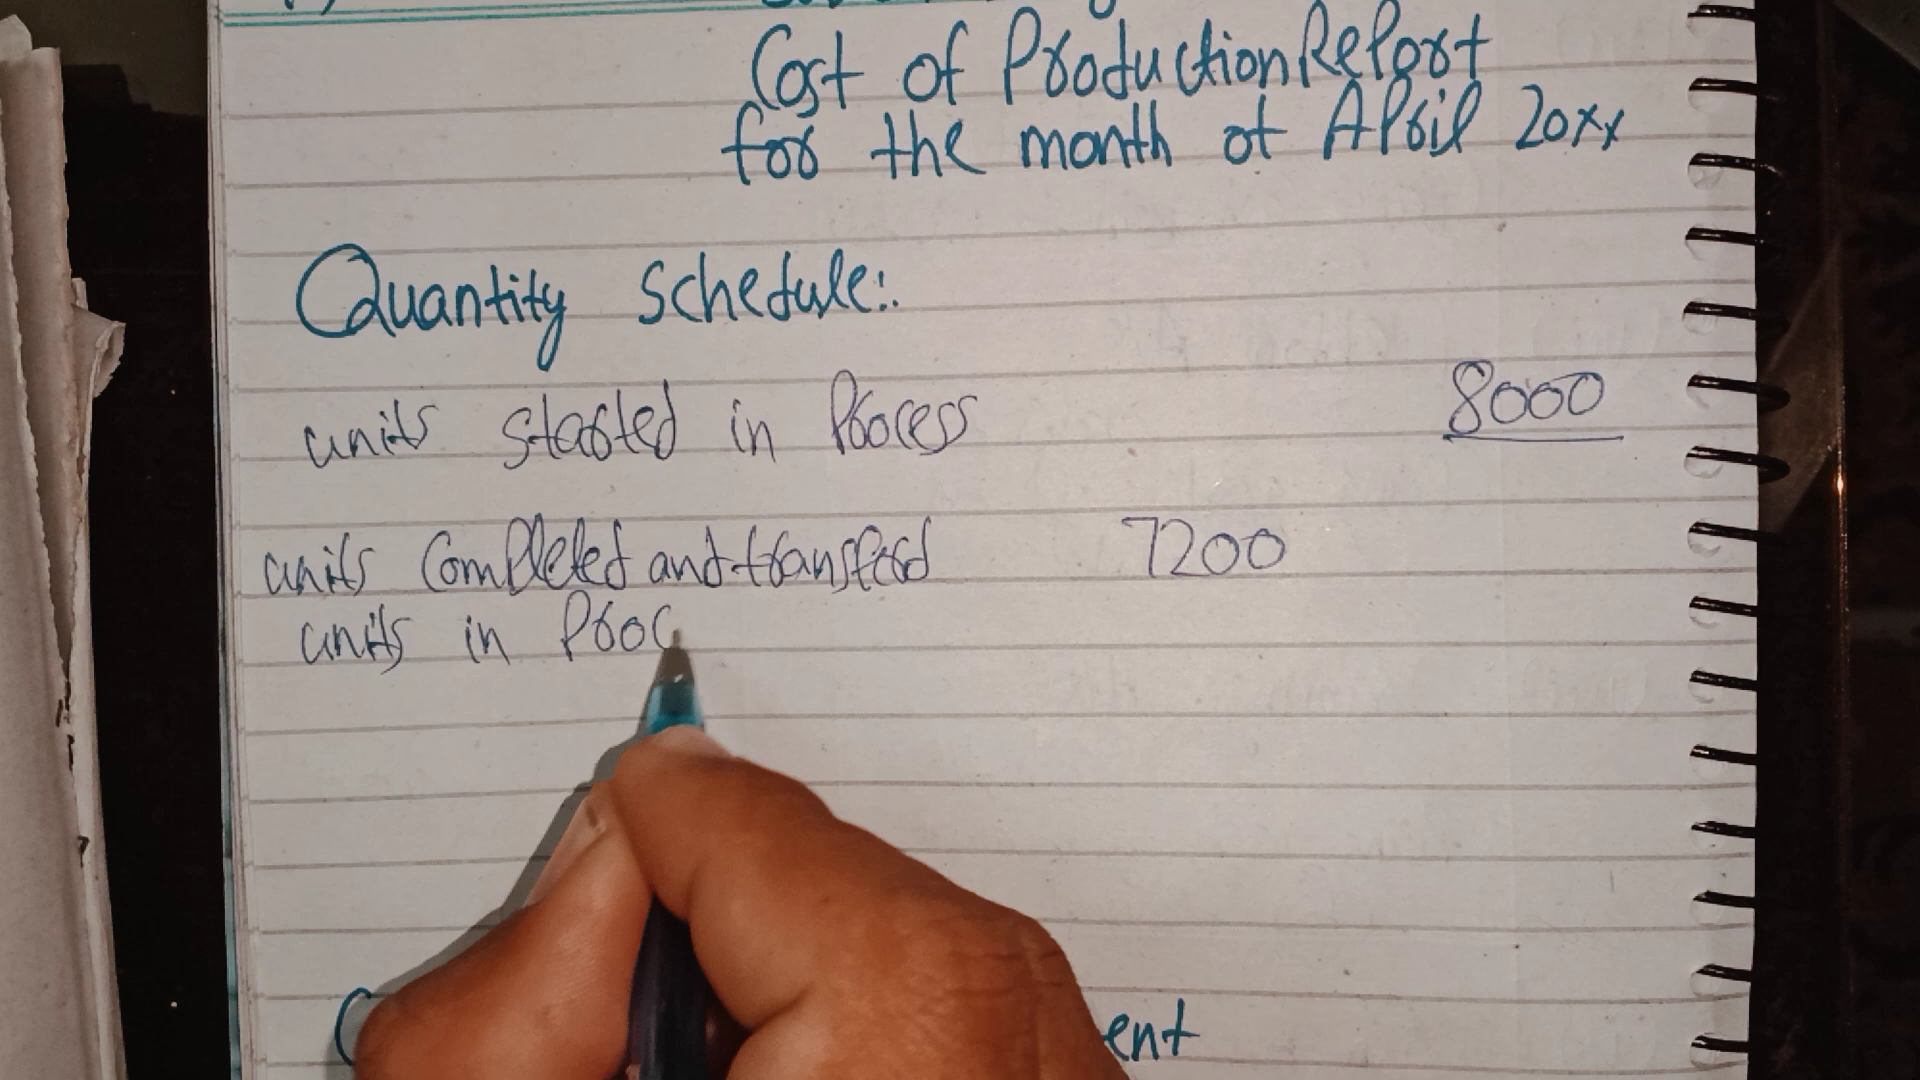 Cost of Production Report
for the month of April 20xx
Quantity Schedule:.
units started in Process 8000
units Completed and transferd 7200
units in Proc
ent